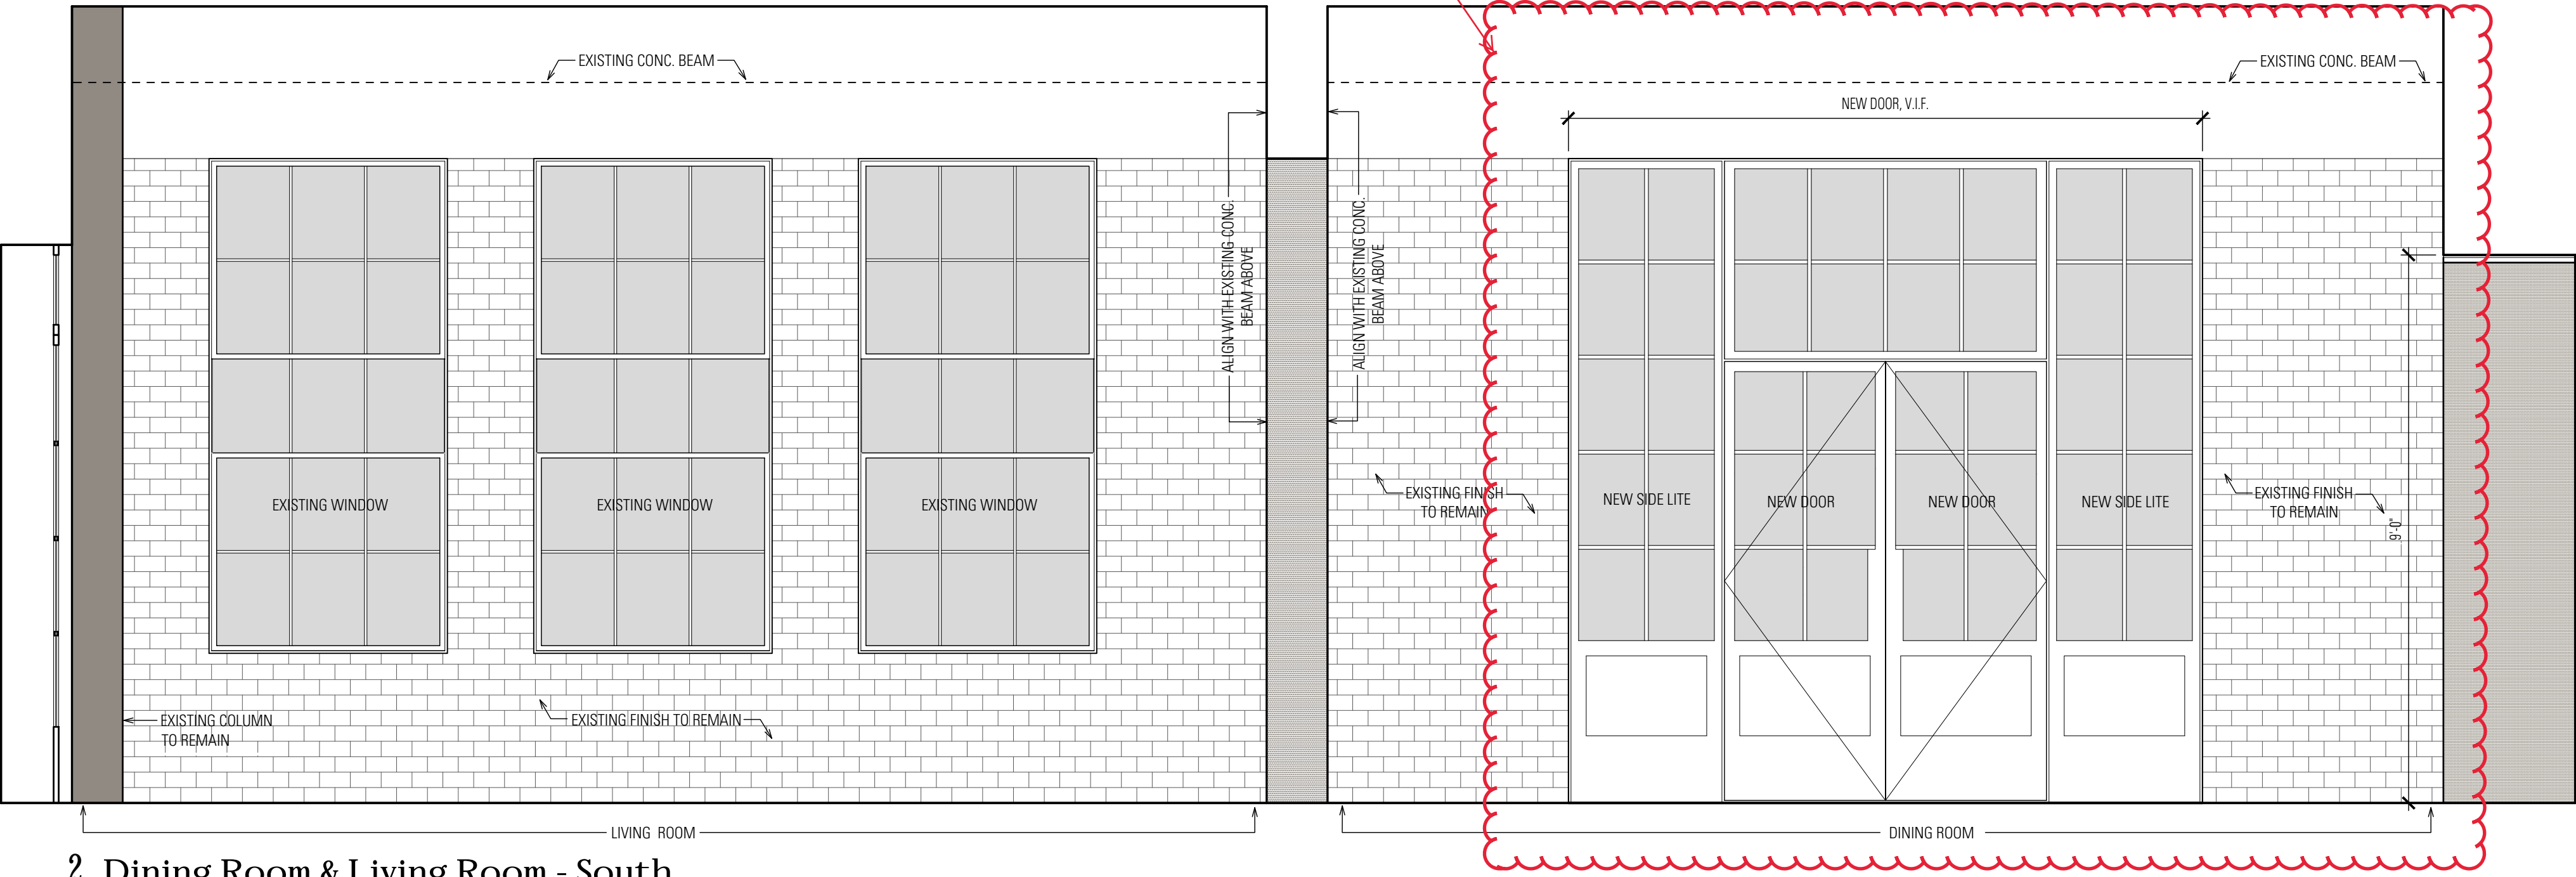 EXISTING CONC. BEAM
EXISTING CONC. BEAM
NEW DOOR, V.I.F.
ALIGN WITH EXISTING CONC.
BEAM ABOVE
ALIGN WITH EXISTING CONC.
BEAM ABOVE
EXISTING WINDOW
EXISTING WINDOW
EXISTING WINDOW
EXISTING FINISH
TO REMAIN
NEW SIDE LITE
NEW DOOR
NEW DOOR
NEW SIDE LITE
EXISTING FINISH
TO REMAIN
9'-0"
EXISTING COLUMN
TO REMAIN
EXISTING FINISH TO REMAIN
LIVING ROOM
DINING ROOM
2 Dining Room & Living Room - South